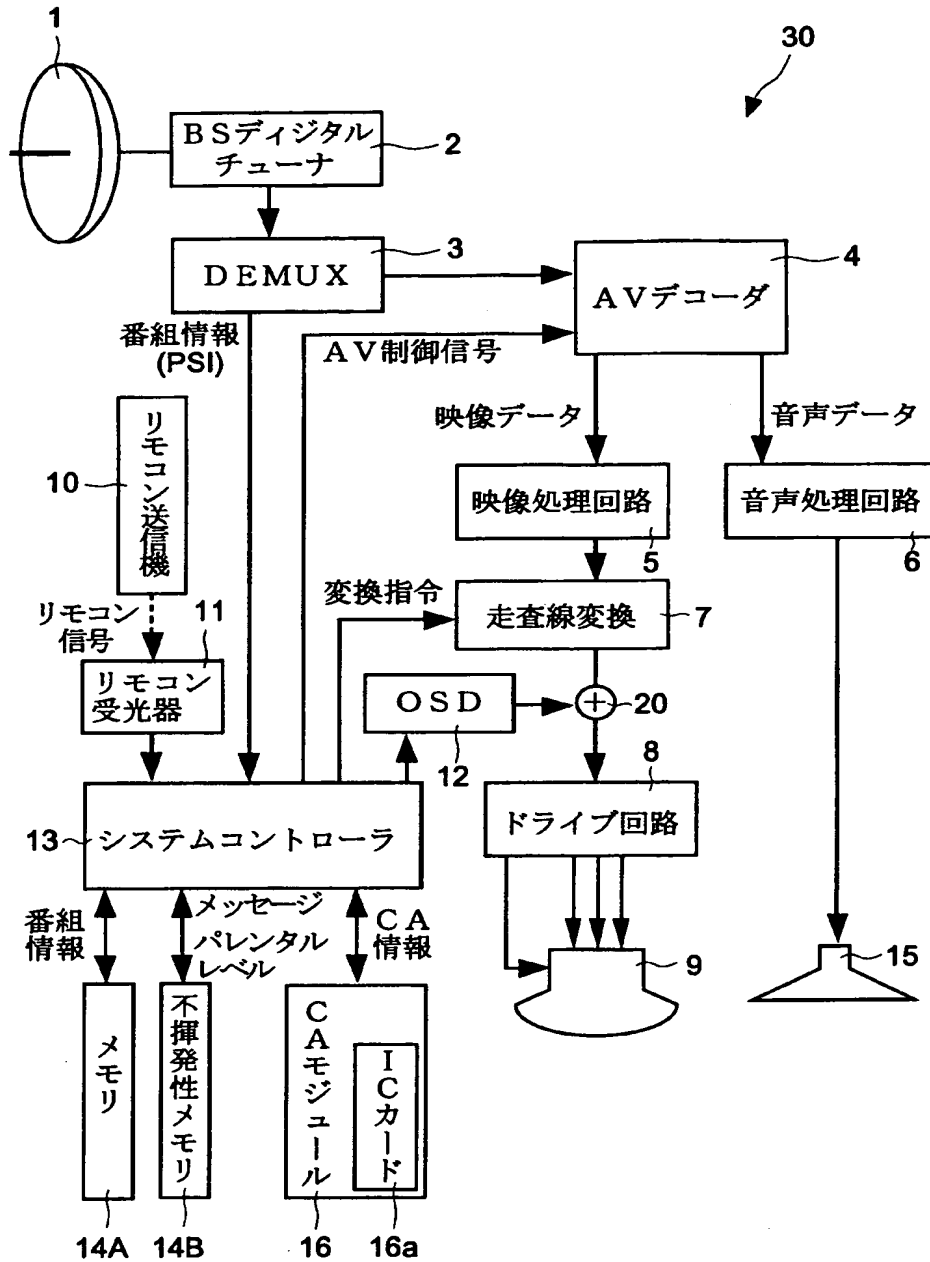 1
30
BSディジタル
チューナ
2
DEMUX
3
AVデコーダ
4
番組情報
(PSI)
AV制御信号
映像データ
音声データ
リモコン送信機
10
映像処理回路
5
音声処理回路
6
リモコン
信号
11
変換指令
走査線変換
7
リモコン
受光器
OSD
12
20
8
ドライブ回路
13
システムコントローラ
番組
情報
メッセージ
パレンタル
レベル
CA
情報
9
15
メモリ
不揮発性メモリ
CAモジュール
ICカード
14A
14B
16
16a